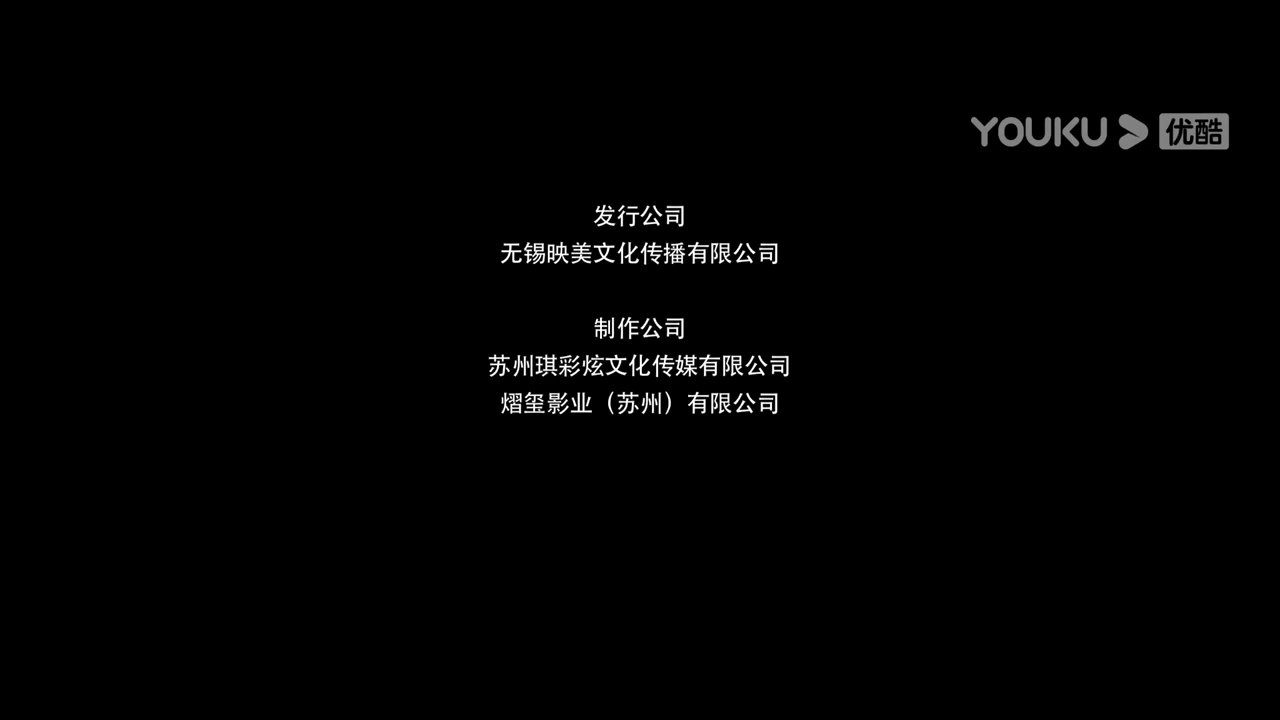 YOUKU 优酷
发行公司
无锡映美文化传播有限公司
制作公司
苏州琪彩炫文化传媒有限公司
熠玺影业（苏州）有限公司